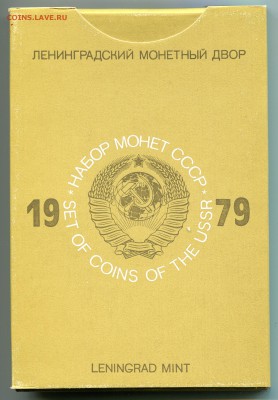 COINS.LAVE.RU
ЛЕНИНГРАДСКИЙ МОНЕТНЫЙ ДВОР
НАБОР МОНЕТ СССР
19 79
SET OF COINS OF THE USSR
LENINGRAD MINT